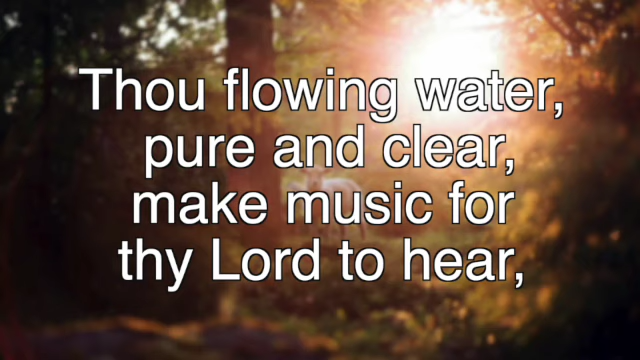 Thou flowing water,
pure and clear,
make music for
thy Lord to hear,